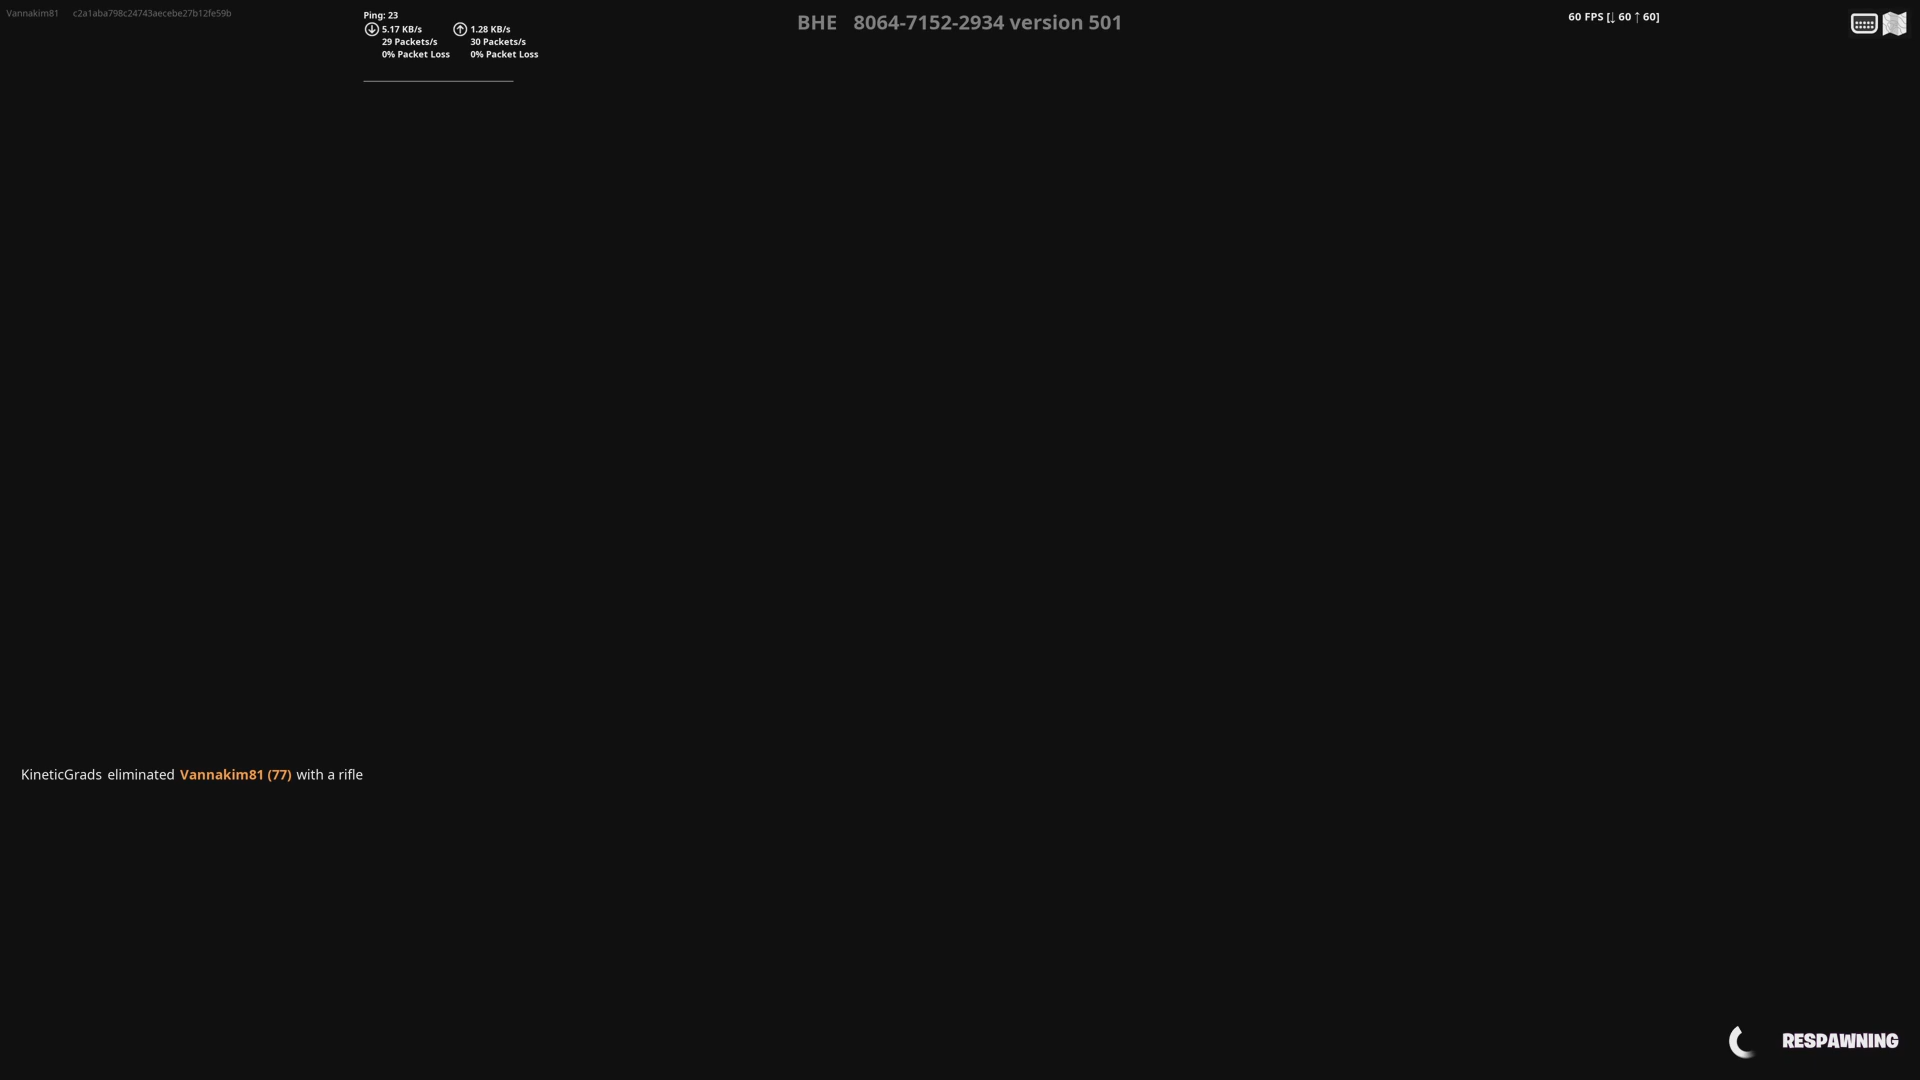 Vannakim81 c2a1aba798c24743aecebe27b12fe59b
Ping: 23
5.17 KB/s 1.28 KB/s
29 Packets/s 30 Packets/s
0% Packet Loss 0% Packet Loss
BHE 8064-7152-2934 version 501
60 FPS [↓ 60 ↑ 60]
KineticGrads eliminated Vannakim81 (77) with a rifle
RESPAWNING